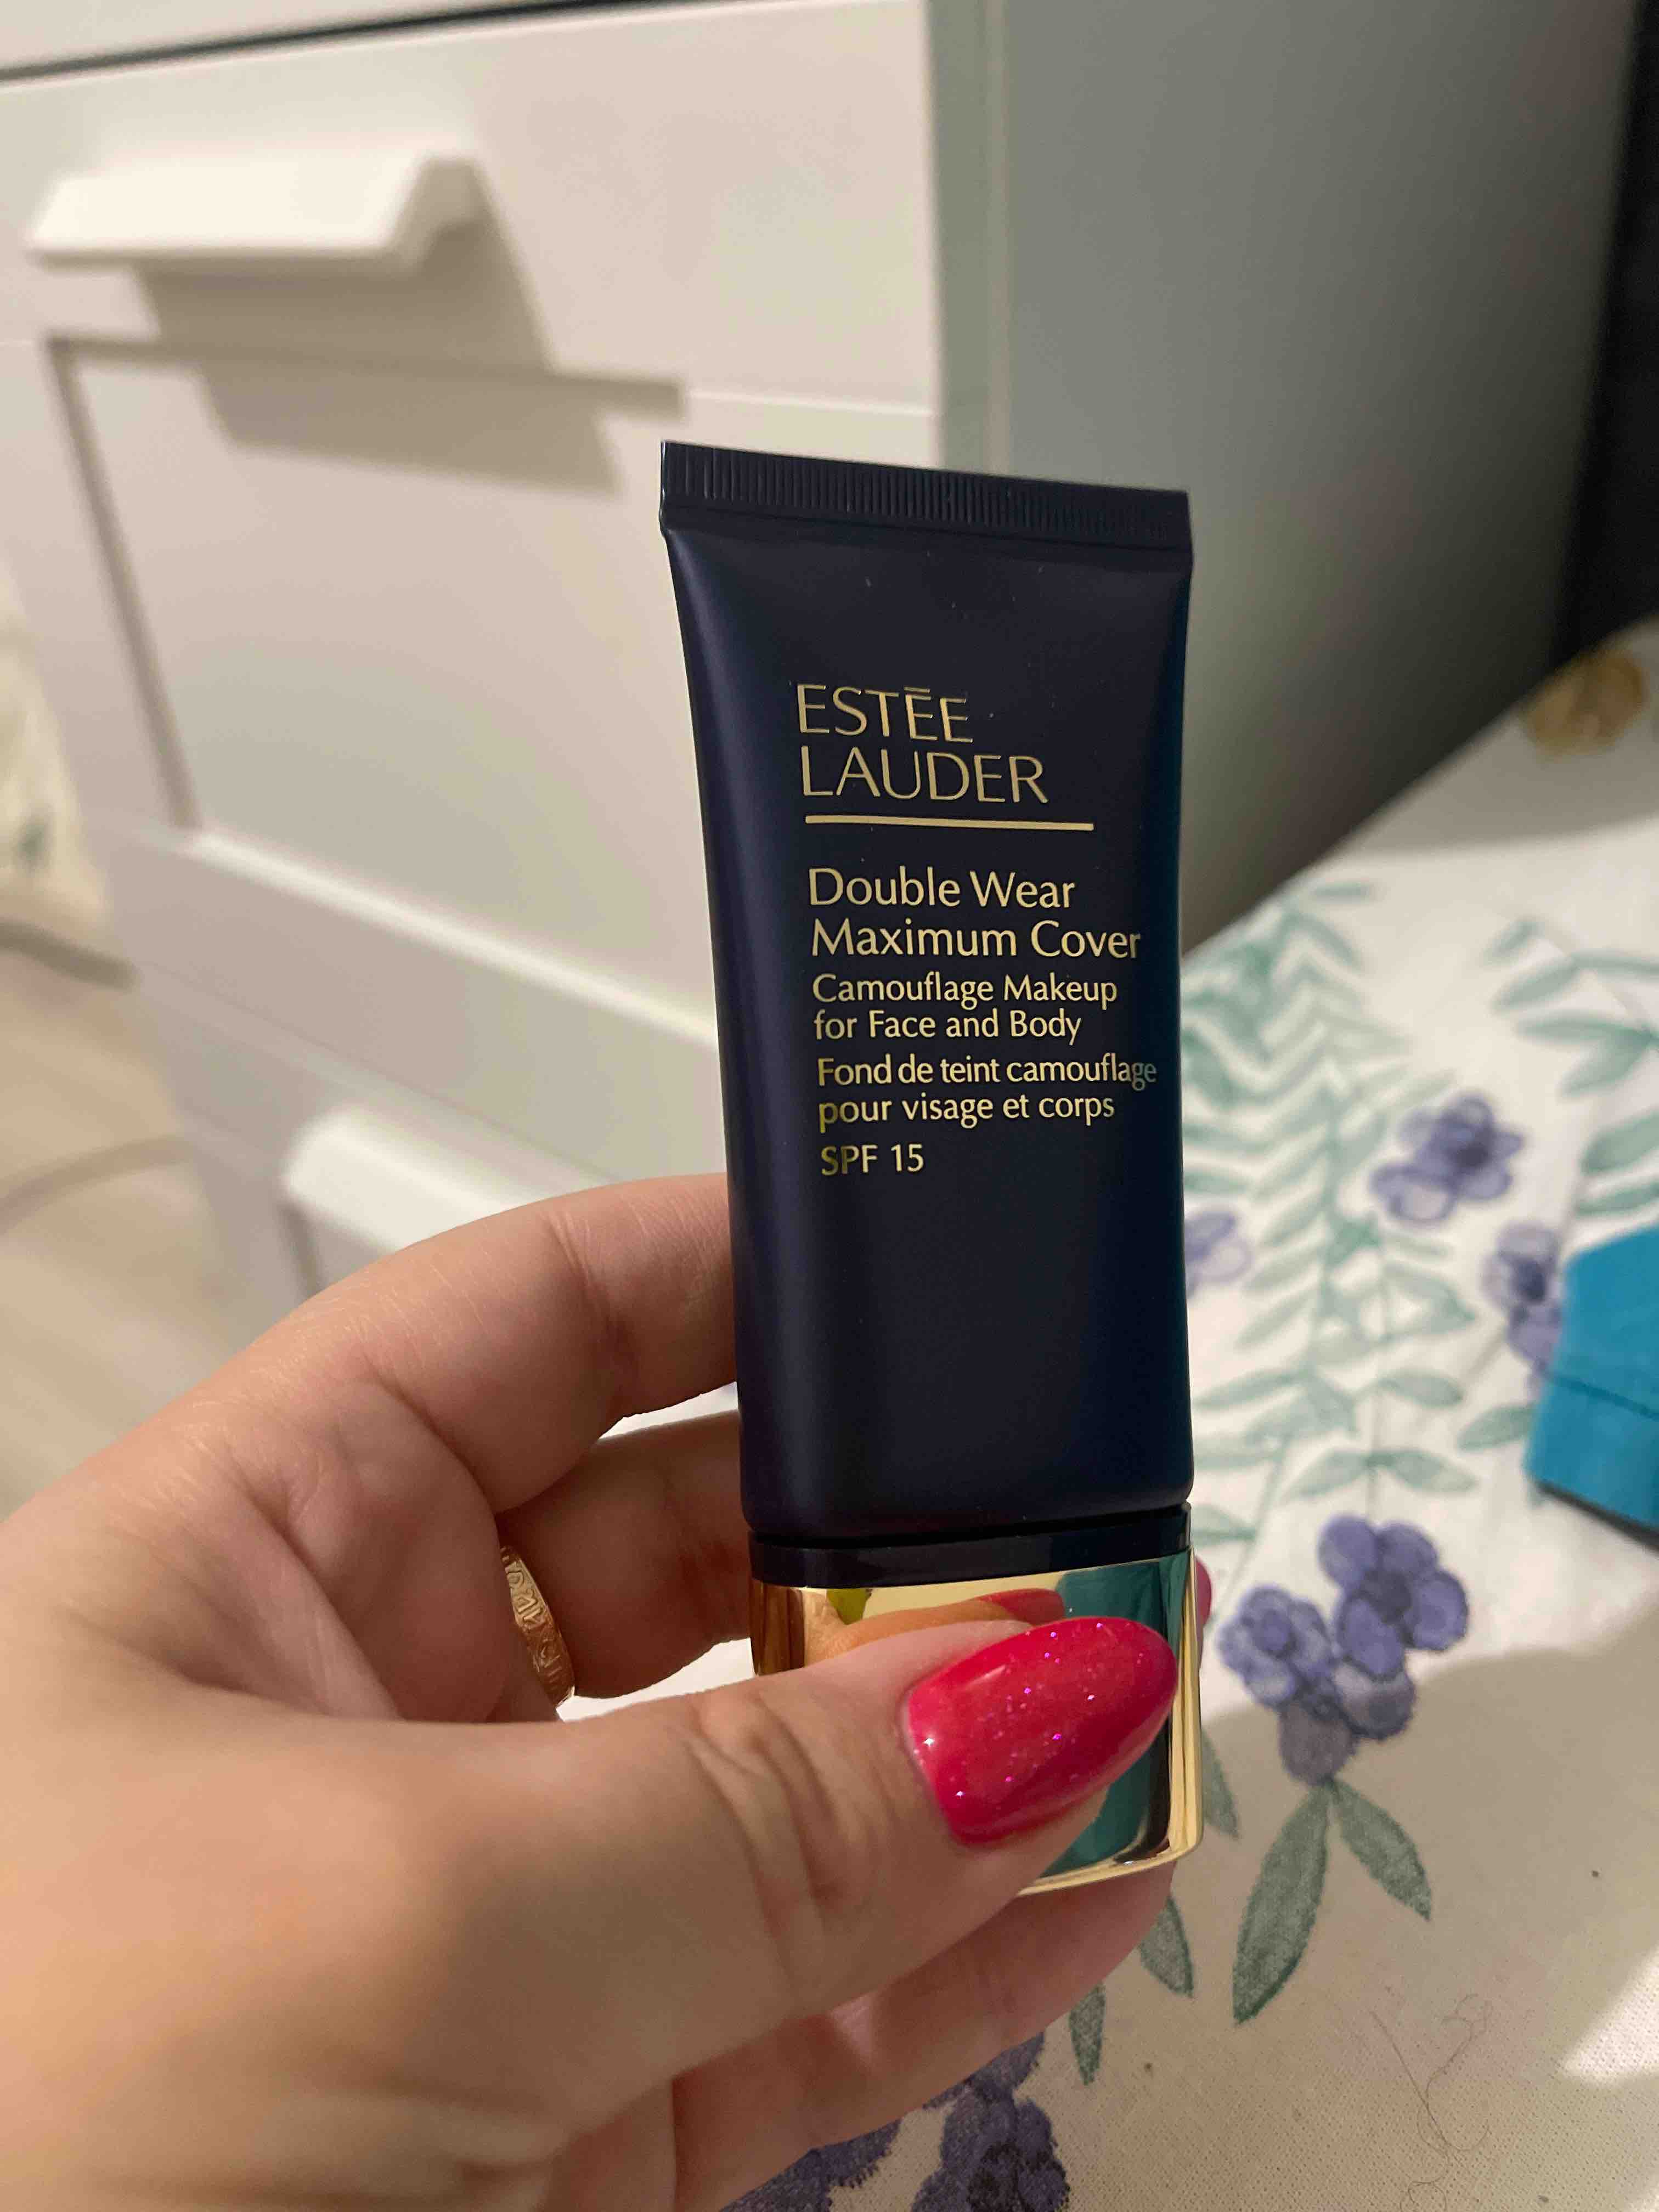 ESTĒE
LAUDER
Double Wear
Maximum Cover
Camouflage Makeup
for Face and Body
Fond de teint camouflage
pour visage et corps
SPF 15